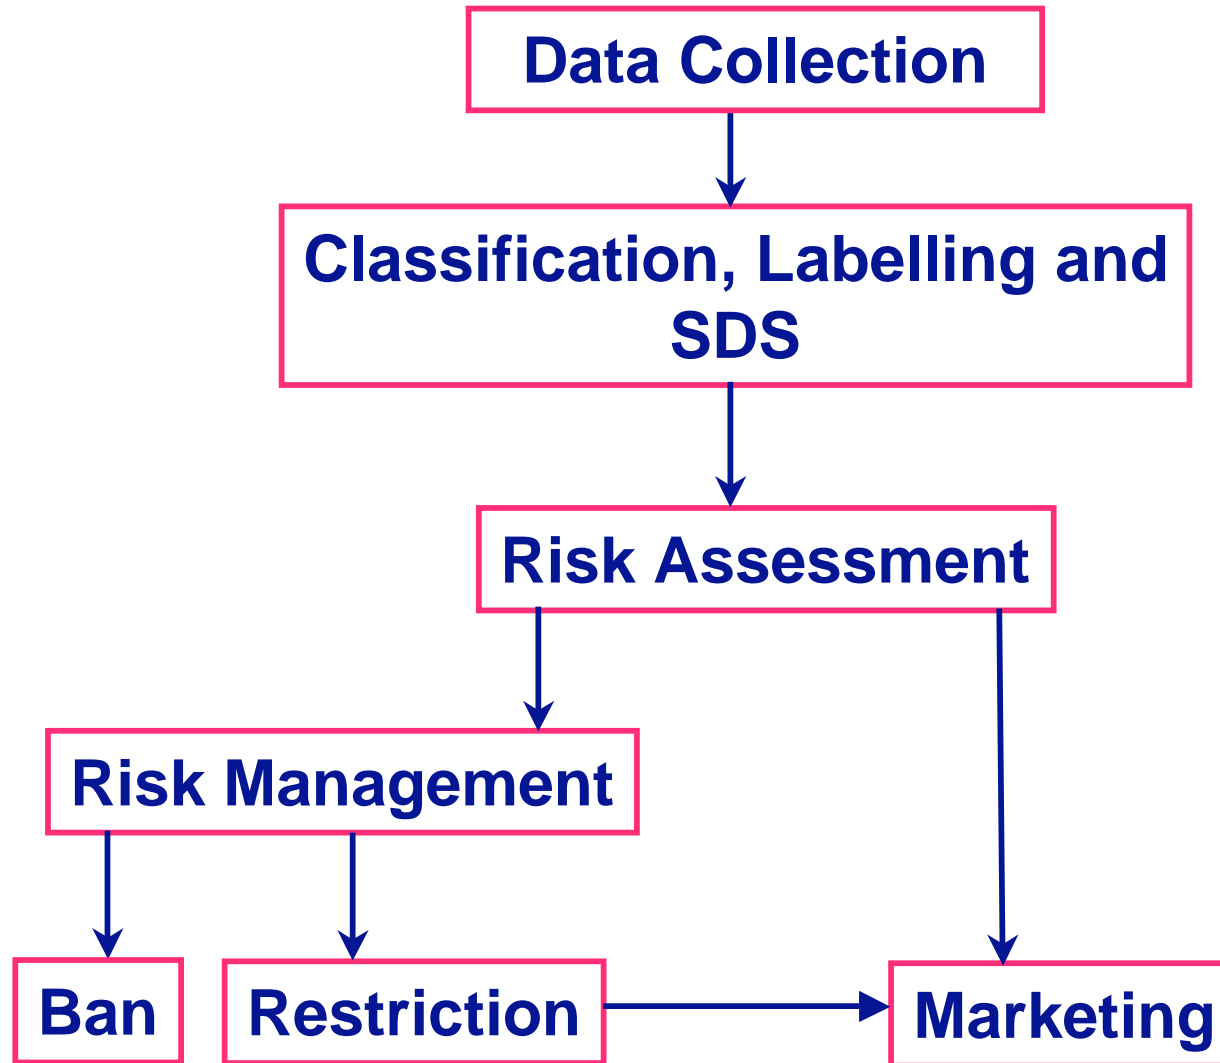 Data Collection
Classification, Labelling and
SDS
Risk Assessment
Risk Management
Ban
Restriction
Marketing